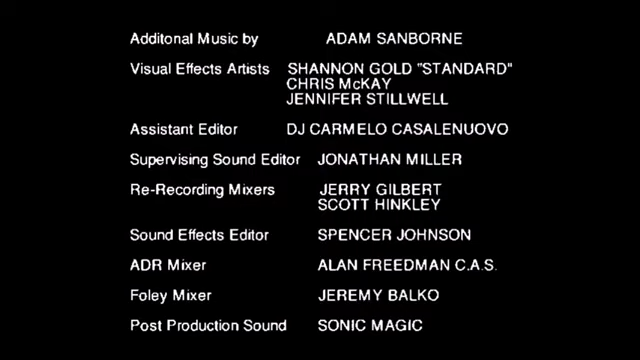 Additonal Music by ADAM SANBORNE
Visual Effects Artists SHANNON GOLD "STANDARD"
CHRIS McKAY
JENNIFER STILLWELL
Assistant Editor DJ CARMELO CASALENUOVO
Supervising Sound Editor JONATHAN MILLER
Re-Recording Mixers JERRY GILBERT
SCOTT HINKLEY
Sound Effects Editor SPENCER JOHNSON
ADR Mixer ALAN FREEDMAN C.A.S.
Foley Mixer JEREMY BALKO
Post Production Sound SONIC MAGIC